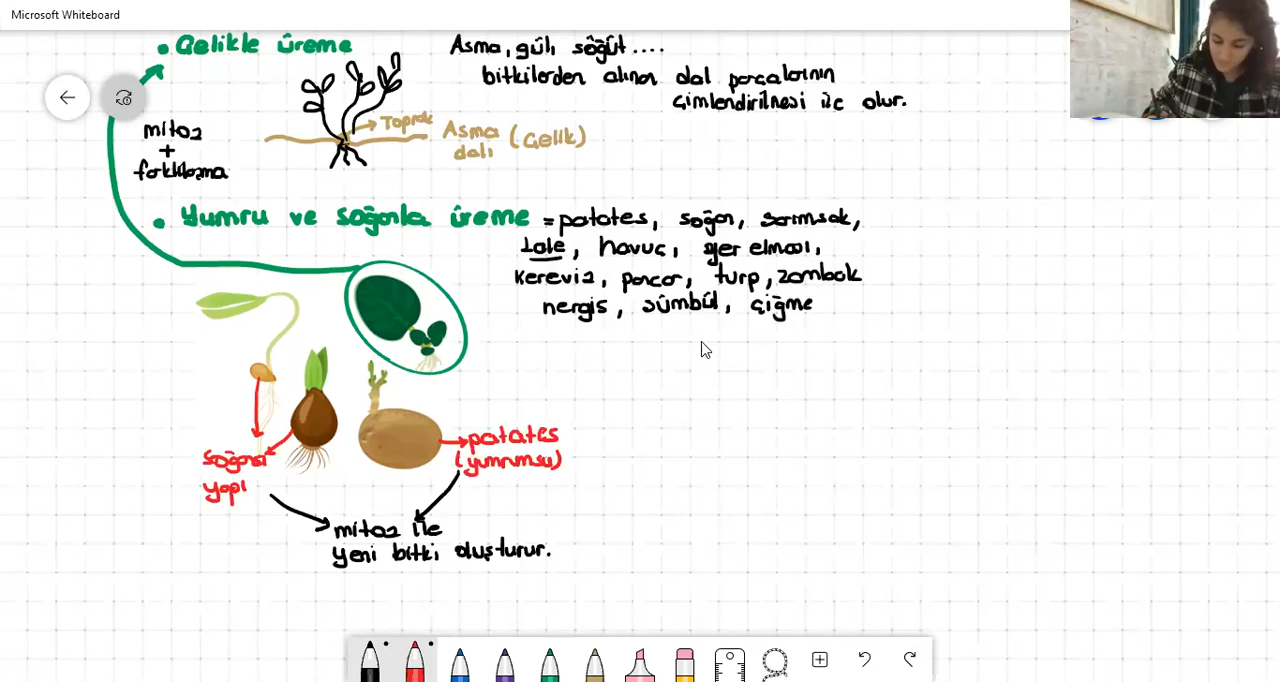 Microsoft Whiteboard
• Çelikle üreme
Asma, gül, söğüt....
bitkilerden alınan dal parçalarının
çimlendirilmesi ile olur.
Toprak
Asma dalı (Çelik)
mitoz
+
farklılaşma
• Yumru ve soğanla üreme = patates, soğan, sarımsak,
Lale, havuç, yer elması,
kereviz, pancar, turp, zambak
nergis, sümbül, çiğdme
soğansı
yapı
patates
(yumrumsu)
mitoz ile
yeni bitki oluşturur.